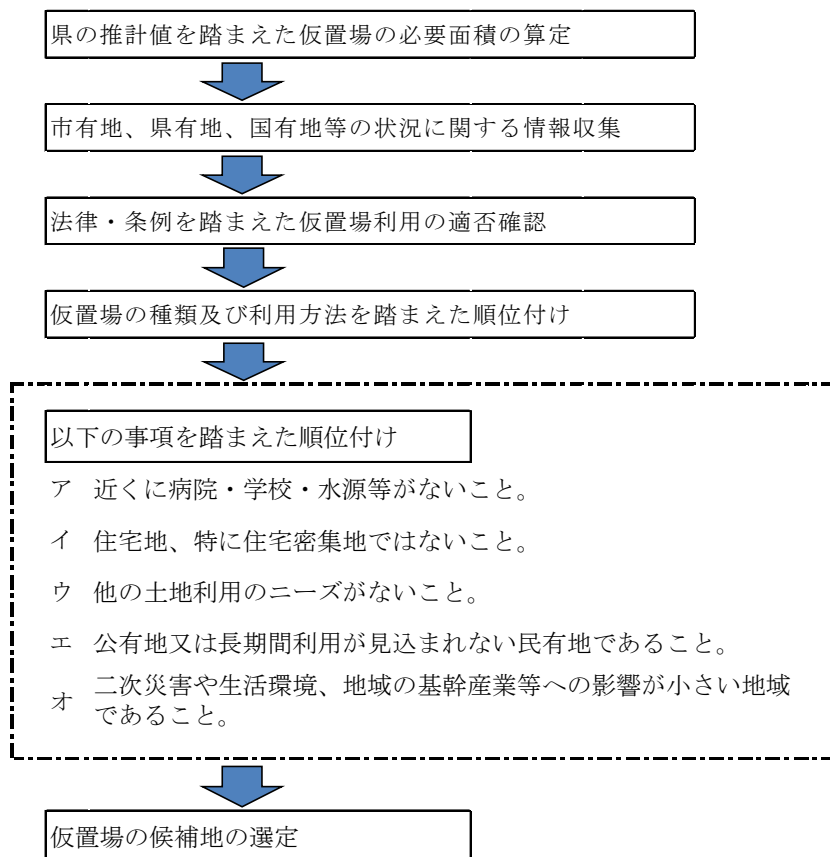 県の推計値を踏まえた仮置場の必要面積の算定
市有地、県有地、国有地等の状況に関する情報収集
法律・条例を踏まえた仮置場利用の適否確認
仮置場の種類及び利用方法を踏まえた順位付け
以下の事項を踏まえた順位付け
ア 近くに病院・学校・水源等がないこと。
イ 住宅地、特に住宅密集地ではないこと。
ウ 他の土地利用のニーズがないこと。
エ 公有地又は長期間利用が見込まれない民有地であること。
オ 二次災害や生活環境、地域の基幹産業等への影響が小さい地域
であること。
仮置場の候補地の選定